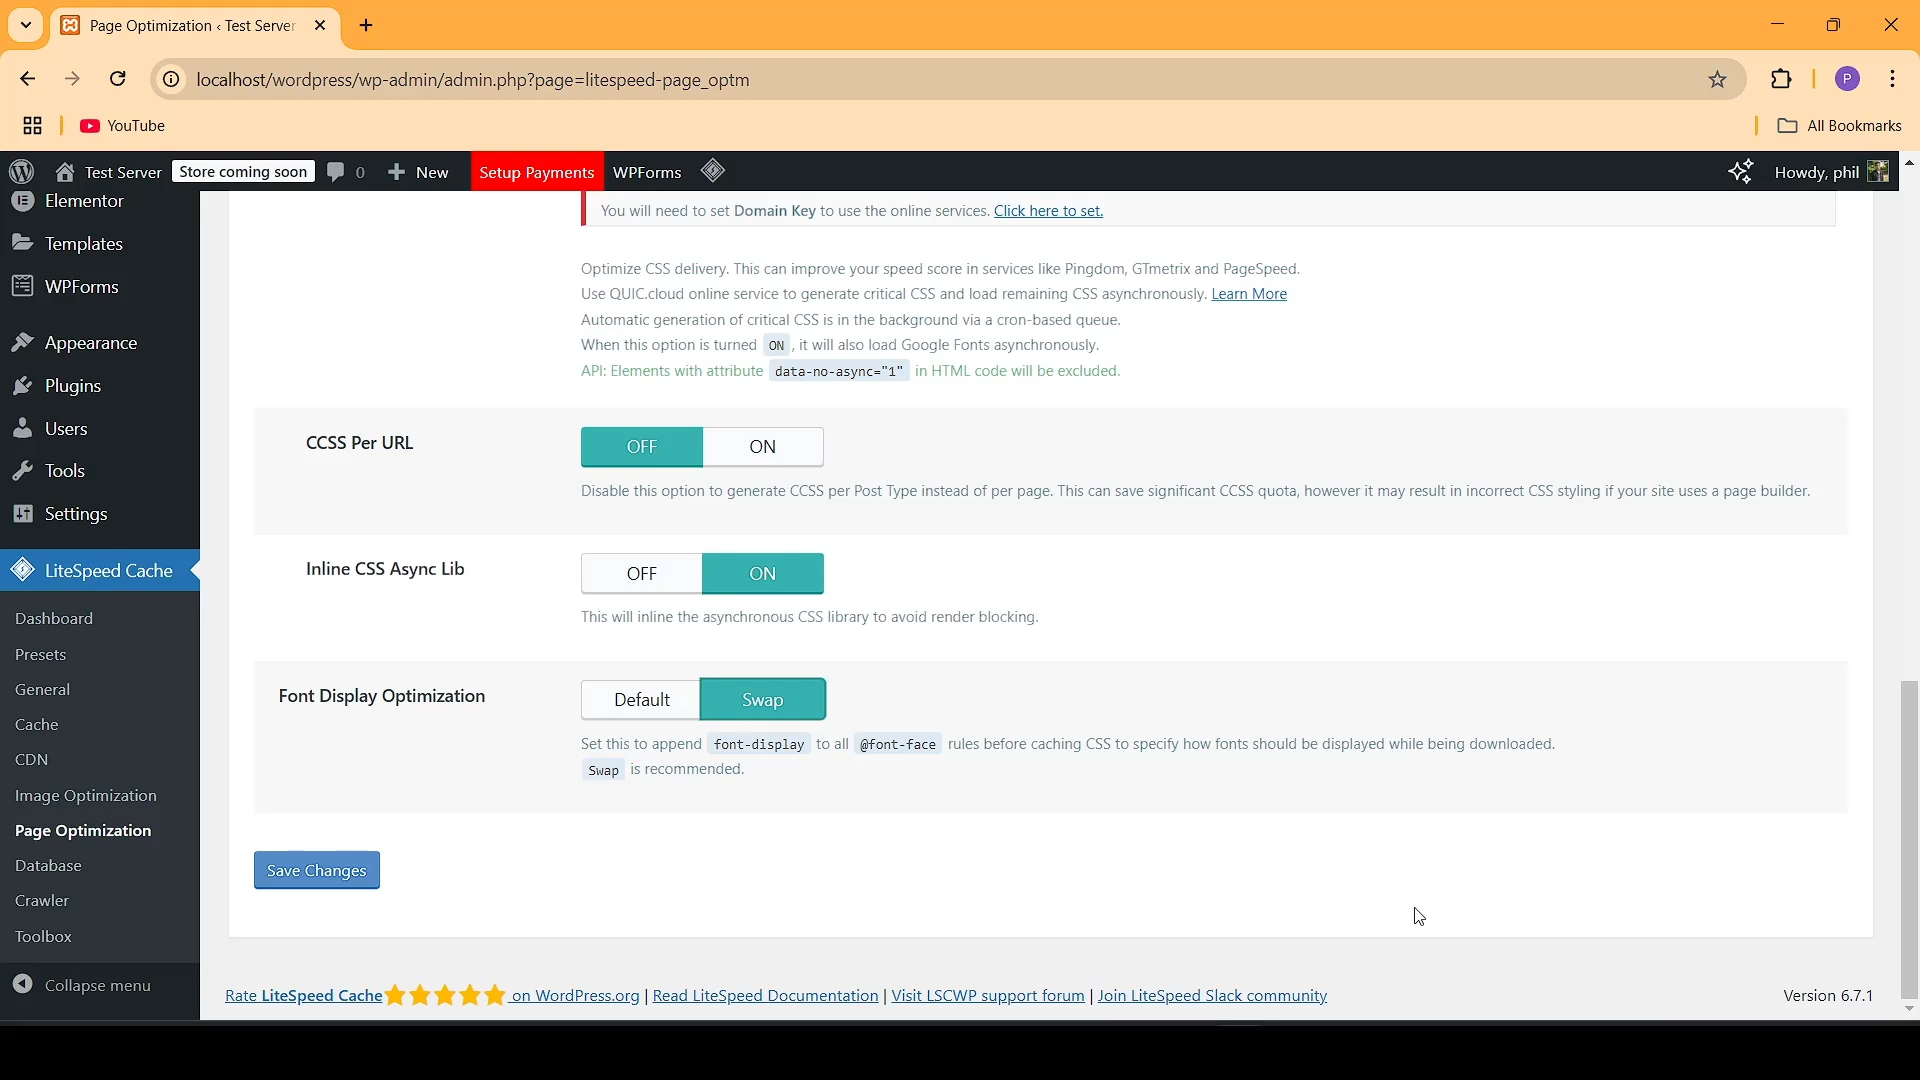 Page Optimization ‹ Test Server
localhost/wordpress/wp-admin/admin.php?page=litespeed-page_optm
P
YouTube
All Bookmarks
Test Server
Store coming soon
0
New
Setup Payments
WPForms
Howdy, phil
Elementor
Templates
WPForms
Appearance
Plugins
Users
Tools
Settings
LiteSpeed Cache
Dashboard
Presets
General
Cache
CDN
Image Optimization
Page Optimization
Database
Crawler
Toolbox
Collapse menu
You will need to set Domain Key to use the online services. Click here to set.
Optimize CSS delivery. This can improve your speed score in services like Pingdom, GTmetrix and PageSpeed.
Use QUIC.cloud online service to generate critical CSS and load remaining CSS asynchronously. Learn More
Automatic generation of critical CSS is in the background via a cron-based queue.
When this option is turned ON, it will also load Google Fonts asynchronously.
API: Elements with attribute data-no-async="1" in HTML code will be excluded.
CCSS Per URL
OFF ON
Disable this option to generate CCSS per Post Type instead of per page. This can save significant CCSS quota, however it may result in incorrect CSS styling if your site uses a page builder.
Inline CSS Async Lib
OFF ON
This will inline the asynchronous CSS library to avoid render blocking.
Font Display Optimization
Default Swap
Set this to append font-display to all @font-face rules before caching CSS to specify how fonts should be displayed while being downloaded.
Swap is recommended.
Save Changes
Rate LiteSpeed Cache on WordPress.org | Read LiteSpeed Documentation | Visit LSCWP support forum | Join LiteSpeed Slack community
Version 6.7.1